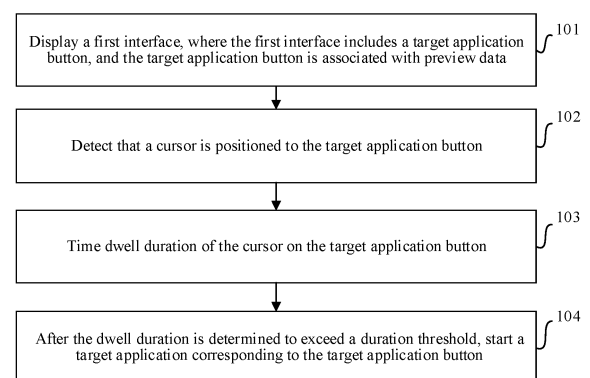 Display a first interface, where the first interface includes a target application
button, and the target application button is associated with preview data
101
Detect that a cursor is positioned to the target application button
102
Time dwell duration of the cursor on the target application button
103
After the dwell duration is determined to exceed a duration threshold, start a
target application corresponding to the target application button
104